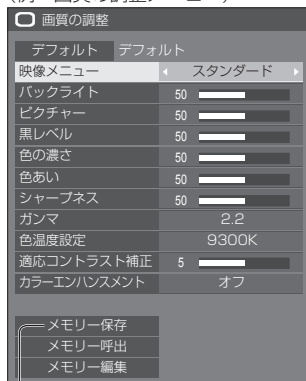 画質の調整
デフォルト デフォルト
映像メニュー スタンダード
バックライト 50
ピクチャー 50
黒レベル 50
色の濃さ 50
色あい 50
シャープネス 50
ガンマ 2.2
色温度設定 9300K
適応コントラスト補正 5
カラーエンハンスメント オフ
メモリー保存
メモリー呼出
メモリー編集